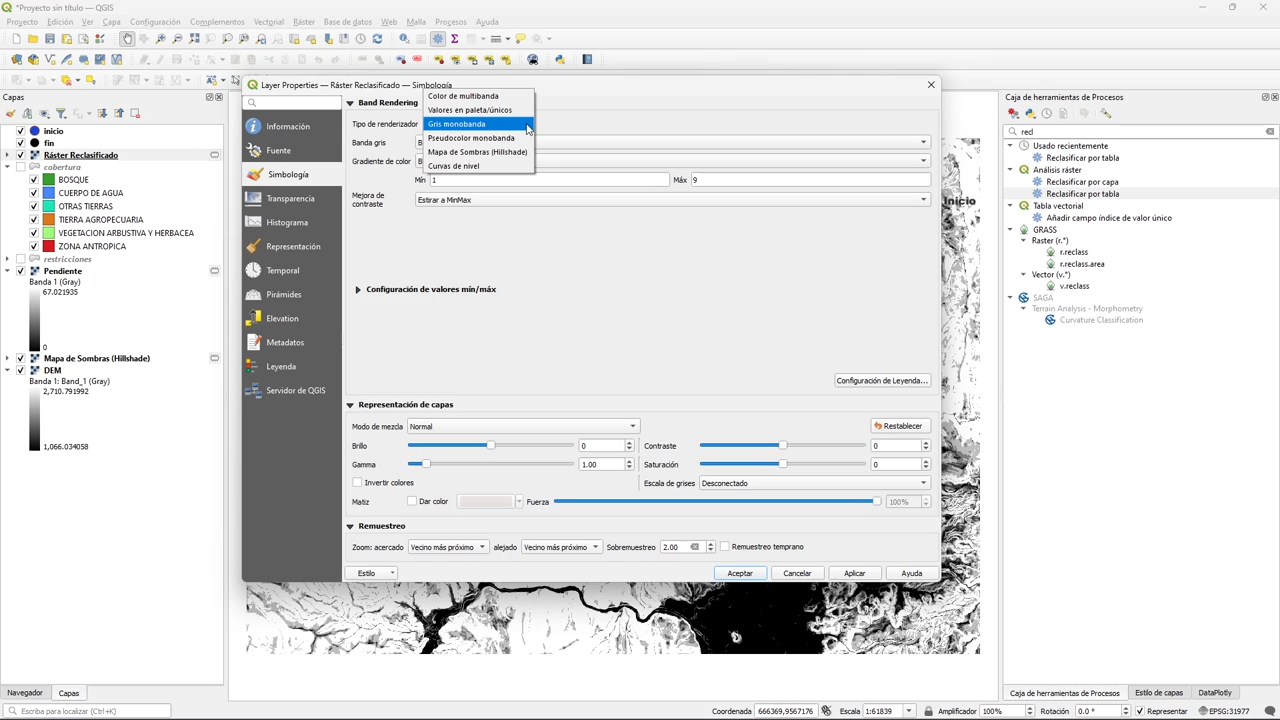 *Proyecto sin título — QGIS
Proyecto Edición Ver Capa Configuración Complementos Vectorial Ráster Base de datos Web Malla Procesos Ayuda
Capas
inicio
fin
Ráster Reclasificado
cobertura
BOSQUE
CUERPO DE AGUA
OTRAS TIERRAS
TIERRA AGROPECUARIA
VEGETACION ARBUSTIVA Y HERBACEA
ZONA ANTROPICA
restricciones
Pendiente
Banda 1 (Gray)
67.021935
0
Mapa de Sombras (Hillshade)
DEM
Banda 1: Band_1 (Gray)
2,710.791992
1,066.034058
Navegador Capas
Escriba para localizar (Ctrl+K)
Layer Properties — Ráster Reclasificado — Simbología
Información
Fuente
Simbología
Transparencia
Histograma
Representación
Temporal
Pirámides
Elevation
Metadatos
Leyenda
Servidor de QGIS
Band Rendering
Tipo de renderizador
Color de multibanda
Valores en paleta/únicos
Gris monobanda
Pseudocolor monobanda
Mapa de Sombras (Hillshade)
Curvas de nivel
Banda gris
Gradiente de color
Mín 1 Máx 9
Mejora de contraste Estirar a MinMax
Configuración de valores mín/máx
Configuración de Leyenda...
Representación de capas
Modo de mezcla Normal Restablecer
Brillo 0 Contraste 0
Gamma 1.00 Saturación 0
Invertir colores Escala de grises Desconectado
Matiz Dar color Fuerza 100%
Remuestreo
Zoom: acercado Vecino más próximo alejado Vecino más próximo Sobremuestreo 2.00 Remuestreo temprano
Estilo Aceptar Cancelar Aplicar Ayuda
Inicio
Caja de herramientas de Procesos
red
Usado recientemente
Reclasificar por tabla
Análisis ráster
Reclasificar por capa
Reclasificar por tabla
Tabla vectorial
Añadir campo índice de valor único
GRASS
Raster (r.*)
r.reclass
r.reclass.area
Vector (v.*)
v.reclass
SAGA
Terrain Analysis - Morphometry
Curvature Classification
Caja de herramientas de Procesos Estilo de capas DataPlotly
Coordenada 666369,9567176 Escala 1:61839 Amplificador 100% Rotación 0.0 ° Representar EPSG:31977